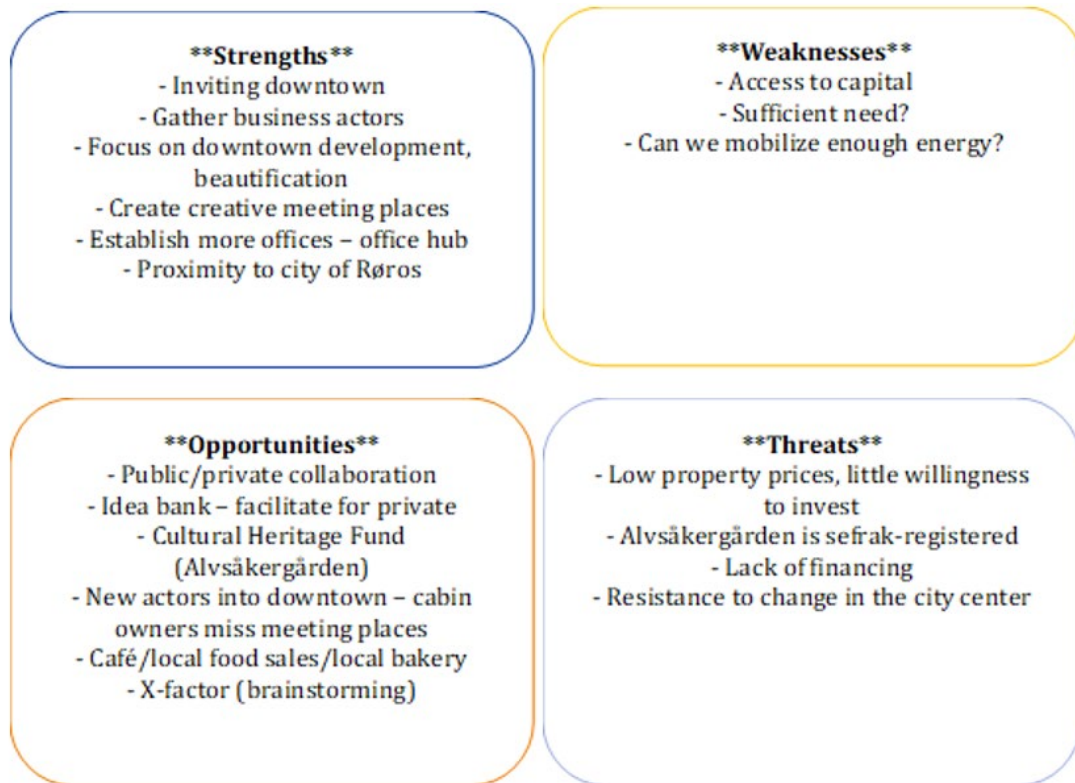 **Strengths**
- Inviting downtown
- Gather business actors
- Focus on downtown development,
beautification
- Create creative meeting places
- Establish more offices – office hub
- Proximity to city of Røros
**Weaknesses**
- Access to capital
- Sufficient need?
- Can we mobilize enough energy?
**Opportunities**
- Public/private collaboration
- Idea bank – facilitate for private
- Cultural Heritage Fund
(Alvsåkergården)
- New actors into downtown – cabin
owners miss meeting places
- Café/local food sales/local bakery
- X-factor (brainstorming)
**Threats**
- Low property prices, little willingness
to invest
- Alvsåkergården is sefrak-registered
- Lack of financing
- Resistance to change in the city center